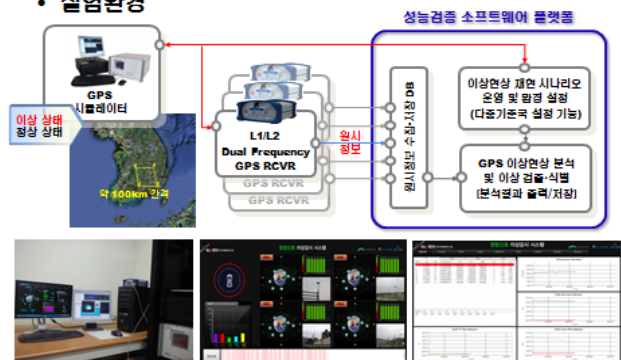 • 실험환경
성능검증 소프트웨어 플랫폼
GPS
시뮬레이터
이상 상태
정상 상태
약 100km 간격
L1/L2
Dual Frequency
GPS RCVR
GPS RCVR
GPS RCVR
원시
정보
원시정보 수집·저장 DB
이상현상 재현 시나리오
운영 및 환경 설정
(다중기준국 설정 기능)
GPS 이상현상 분석
및 이상 검출·식별
(분석결과 출력/저장)